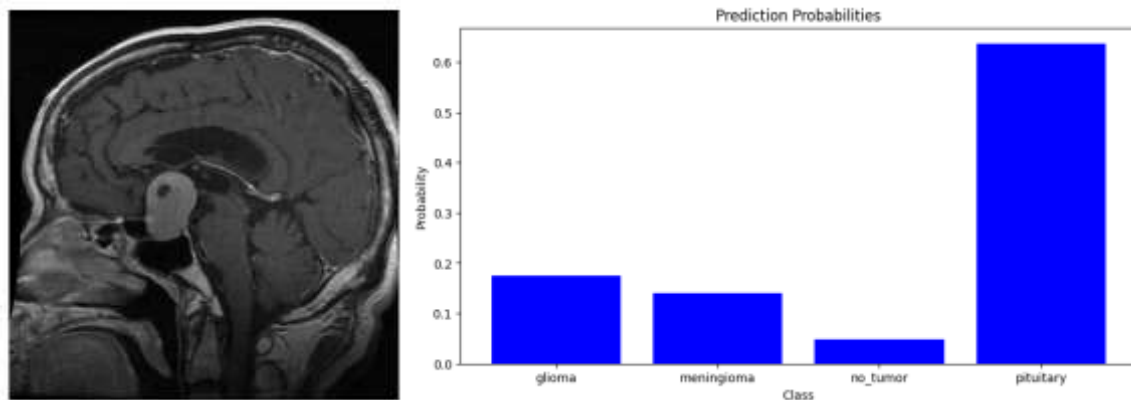 Prediction Probabilities
Probability
0.6
0.5
0.4
0.3
0.2
0.1
0.0
glioma meningioma no_tumor pituitary
Class